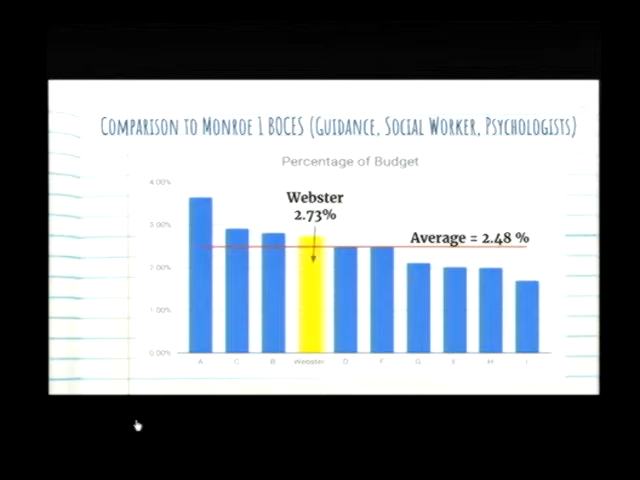 COMPARISON TO MONROE 1 BOCES (GUIDANCE, SOCIAL WORKER, PSYCHOLOGISTS)
Percentage of Budget
4.00%
Webster
2.73%
3.00%
Average = 2.48 %
2.00%
1.00%
0.00%
A C B Webster D F G H I